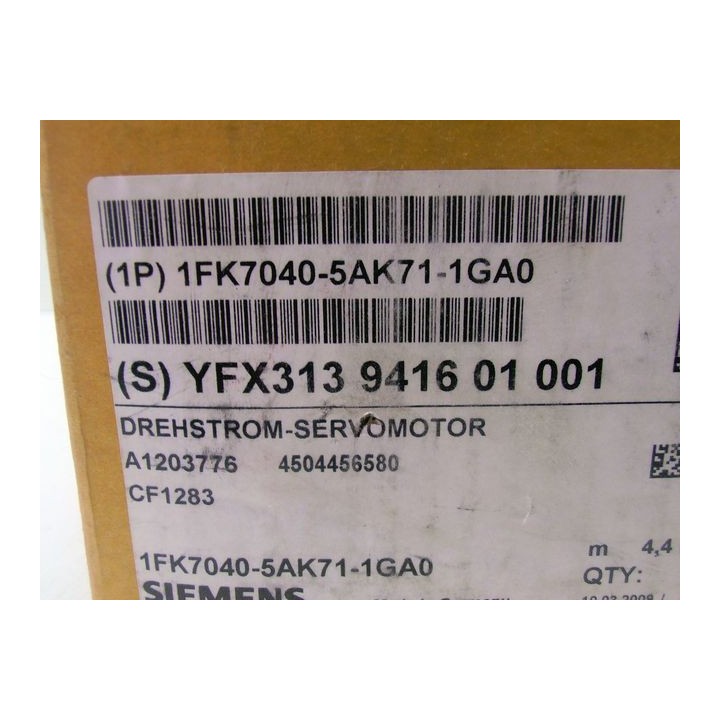 (1P) 1FK7040-5AK71-1GA0
(S) YFX313 9416 01 001
DREHSTROM-SERVOMOTOR
A1203776 4504456580
CF1283
m 4,4
1FK7040-5AK71-1GA0
QTY:
SIEMENS